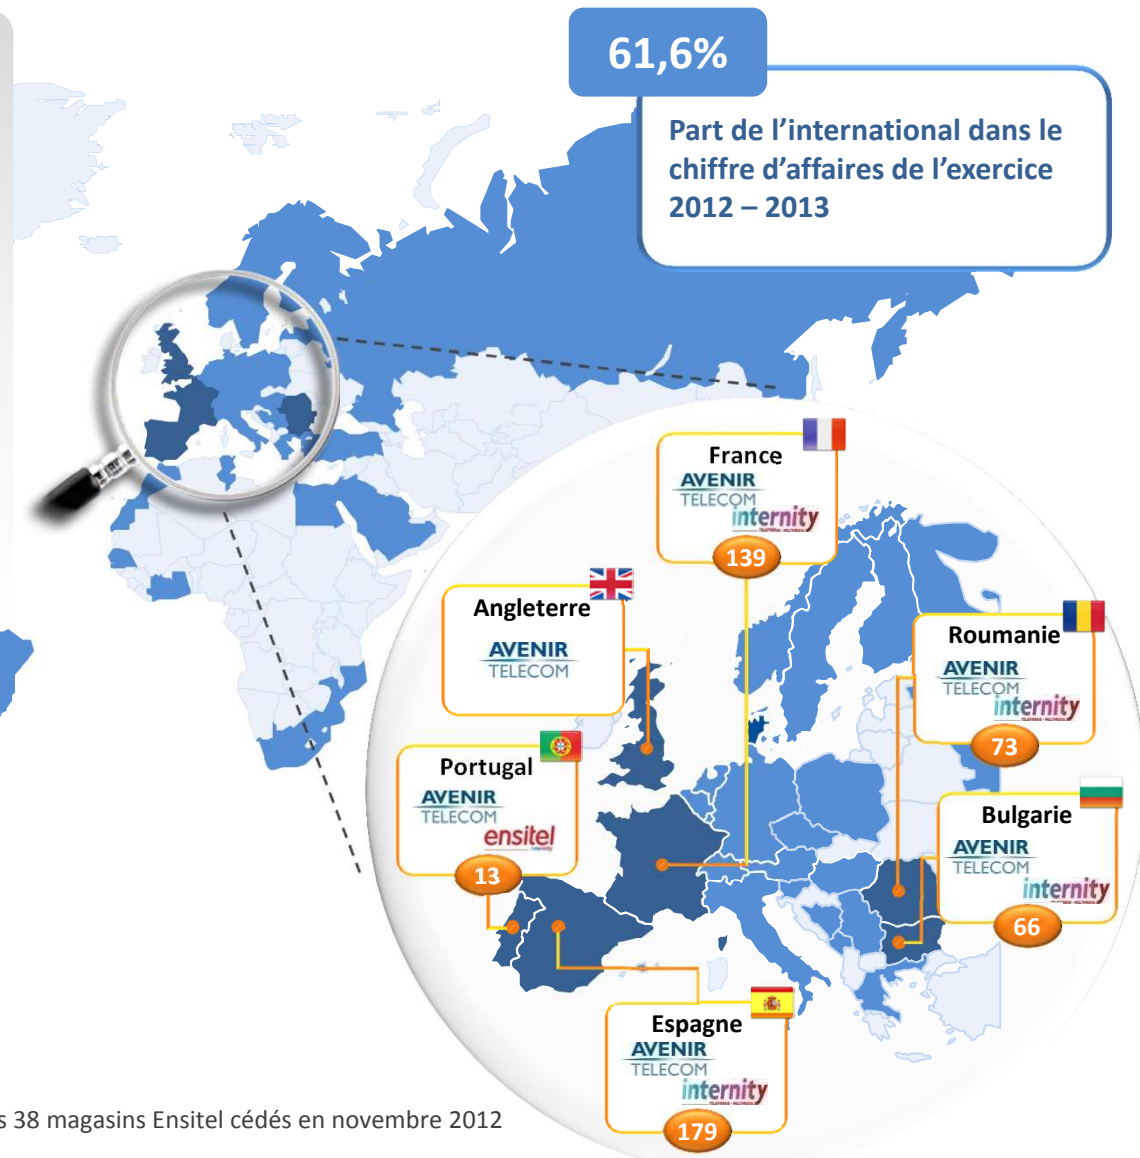 61,6%
Part de l’international dans le
chiffre d’affaires de l’exercice
2012 – 2013
France
AVENIR
TELECOM
internity
139
Angleterre
AVENIR
TELECOM
Roumanie
AVENIR
TELECOM
internity
73
Portugal
AVENIR
TELECOM
ensitel
internity
13
Bulgarie
AVENIR
TELECOM
internity
66
Espagne
AVENIR
TELECOM
internity
179
s 38 magasins Ensitel cédés en novembre 2012